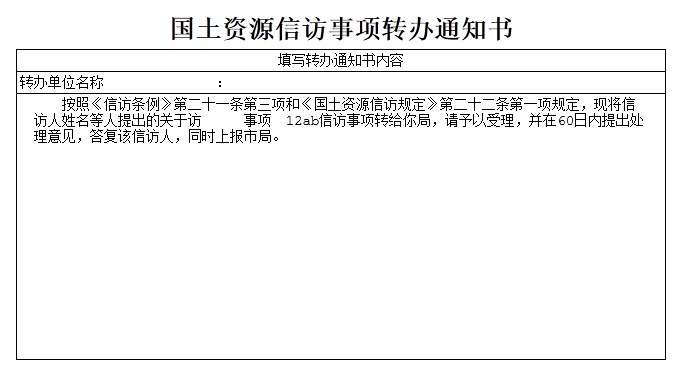 国土资源信访事项转办通知书
填写转办通知书内容
转办单位名称 :
按照《信访条例》第二十一条第三项和《国土资源信访规定》第二十二条第一项规定，现将信
访人姓名等人提出的关于访 事项 12ab信访事项转给你局，请予以受理，并在60日内提出处
理意见，答复该信访人，同时上报市局。